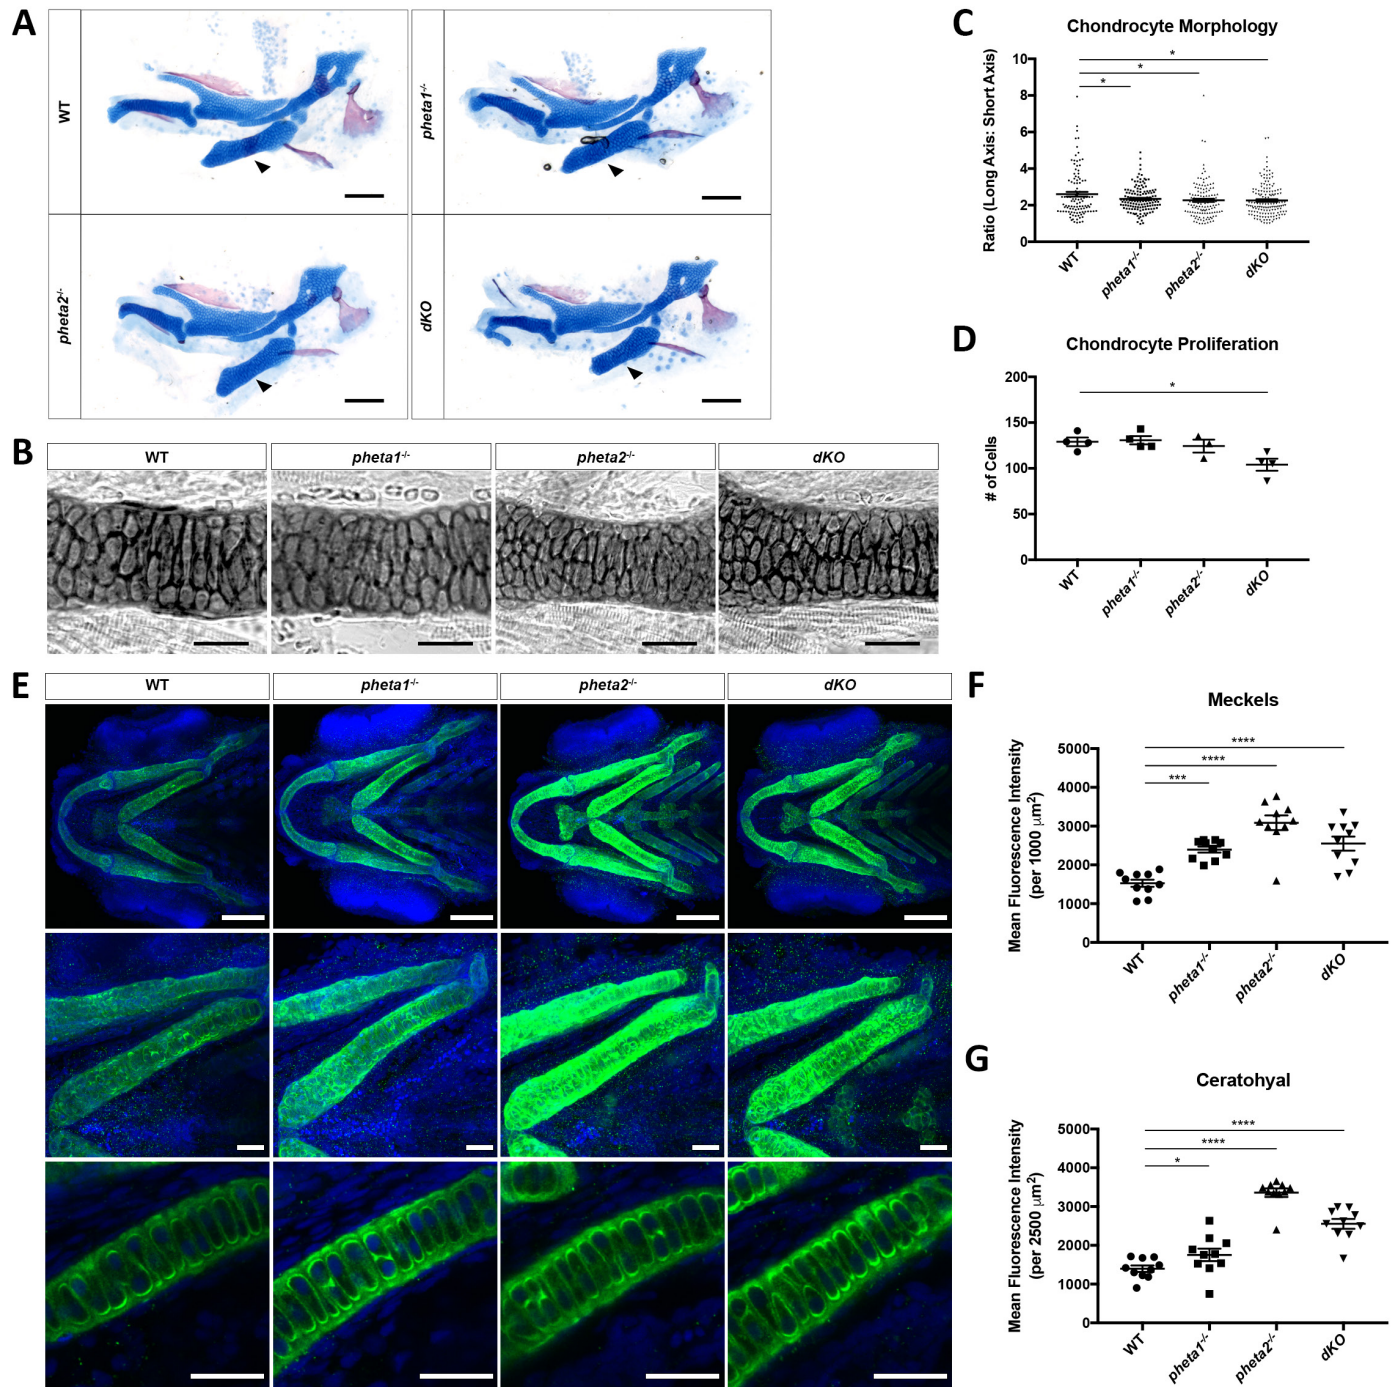 A
WT
pheta1-/-
pheta2-/-
dKO
B
WT
pheta1-/-
pheta2-/-
dKO
C
Chondrocyte Morphology
Ratio (Long Axis: Short Axis)
10
8
6
4
2
0
*
*
*
WT
pheta1-/-
pheta2-/-
dKO
D
Chondrocyte Proliferation
# of Cells
200
150
100
50
0
*
WT
pheta1-/-
pheta2-/-
dKO
E
WT
pheta1-/-
pheta2-/-
dKO
F
Meckels
Mean Fluorescence Intensity
(per 1000 μm2)
5000
4000
3000
2000
1000
0
****
****
***
WT
pheta1-/-
pheta2-/-
dKO
G
Ceratohyal
Mean Fluorescence Intensity
(per 25500 μm2)
5000
4000
3000
2000
1000
0
****
****
*
WT
pheta1-/-
pheta2-/-
dKO